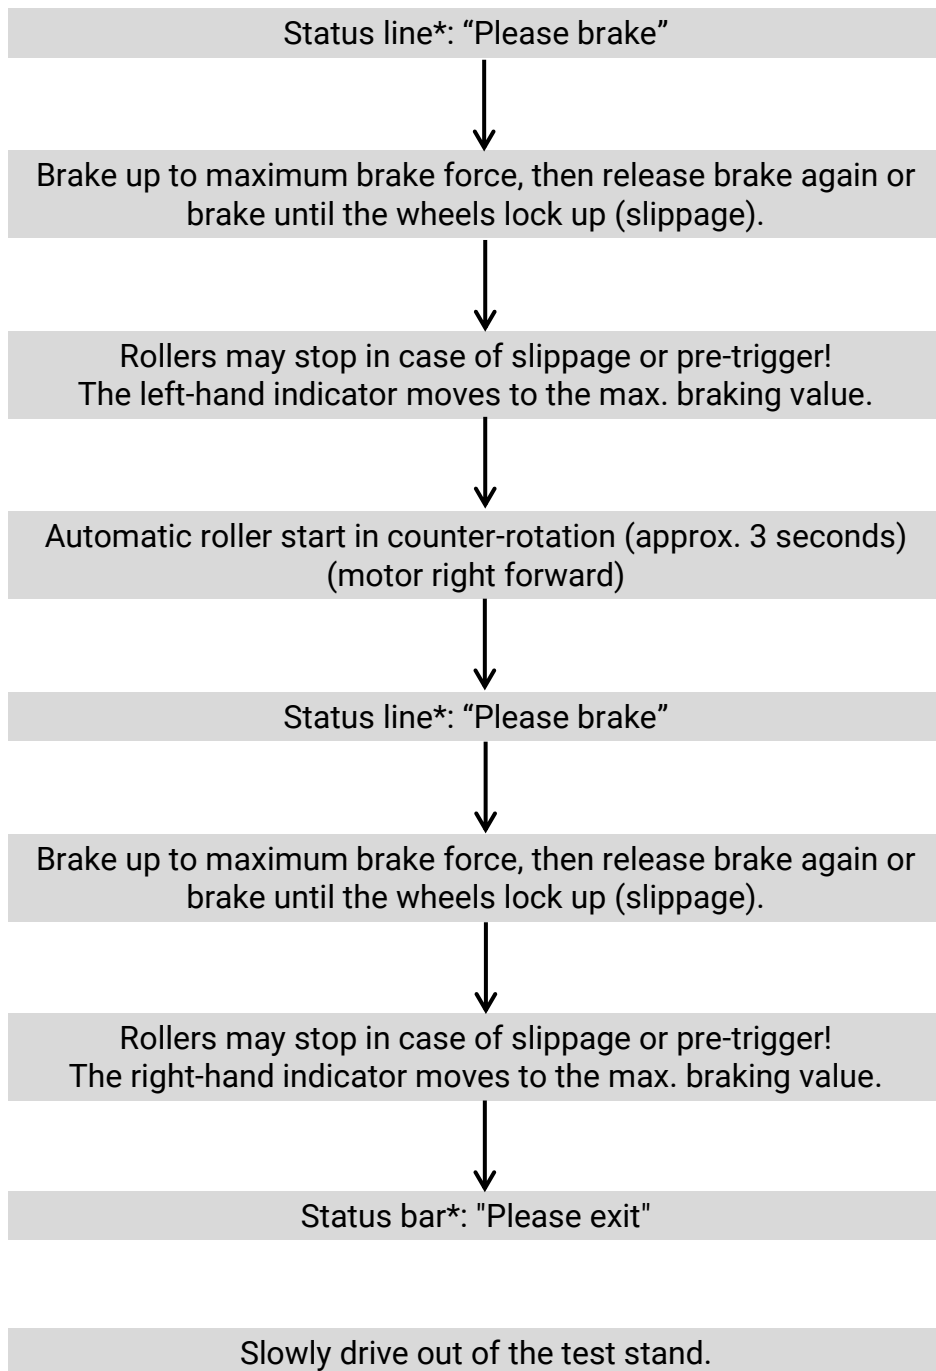 Status line*: “Please brake”
Brake up to maximum brake force, then release brake again or
brake until the wheels lock up (slippage).
Rollers may stop in case of slippage or pre-trigger!
The left-hand indicator moves to the max. braking value.
Automatic roller start in counter-rotation (approx. 3 seconds)
(motor right forward)
Status line*: “Please brake”
Brake up to maximum brake force, then release brake again or
brake until the wheels lock up (slippage).
Rollers may stop in case of slippage or pre-trigger!
The right-hand indicator moves to the max. braking value.
Status bar*: "Please exit"
Slowly drive out of the test stand.